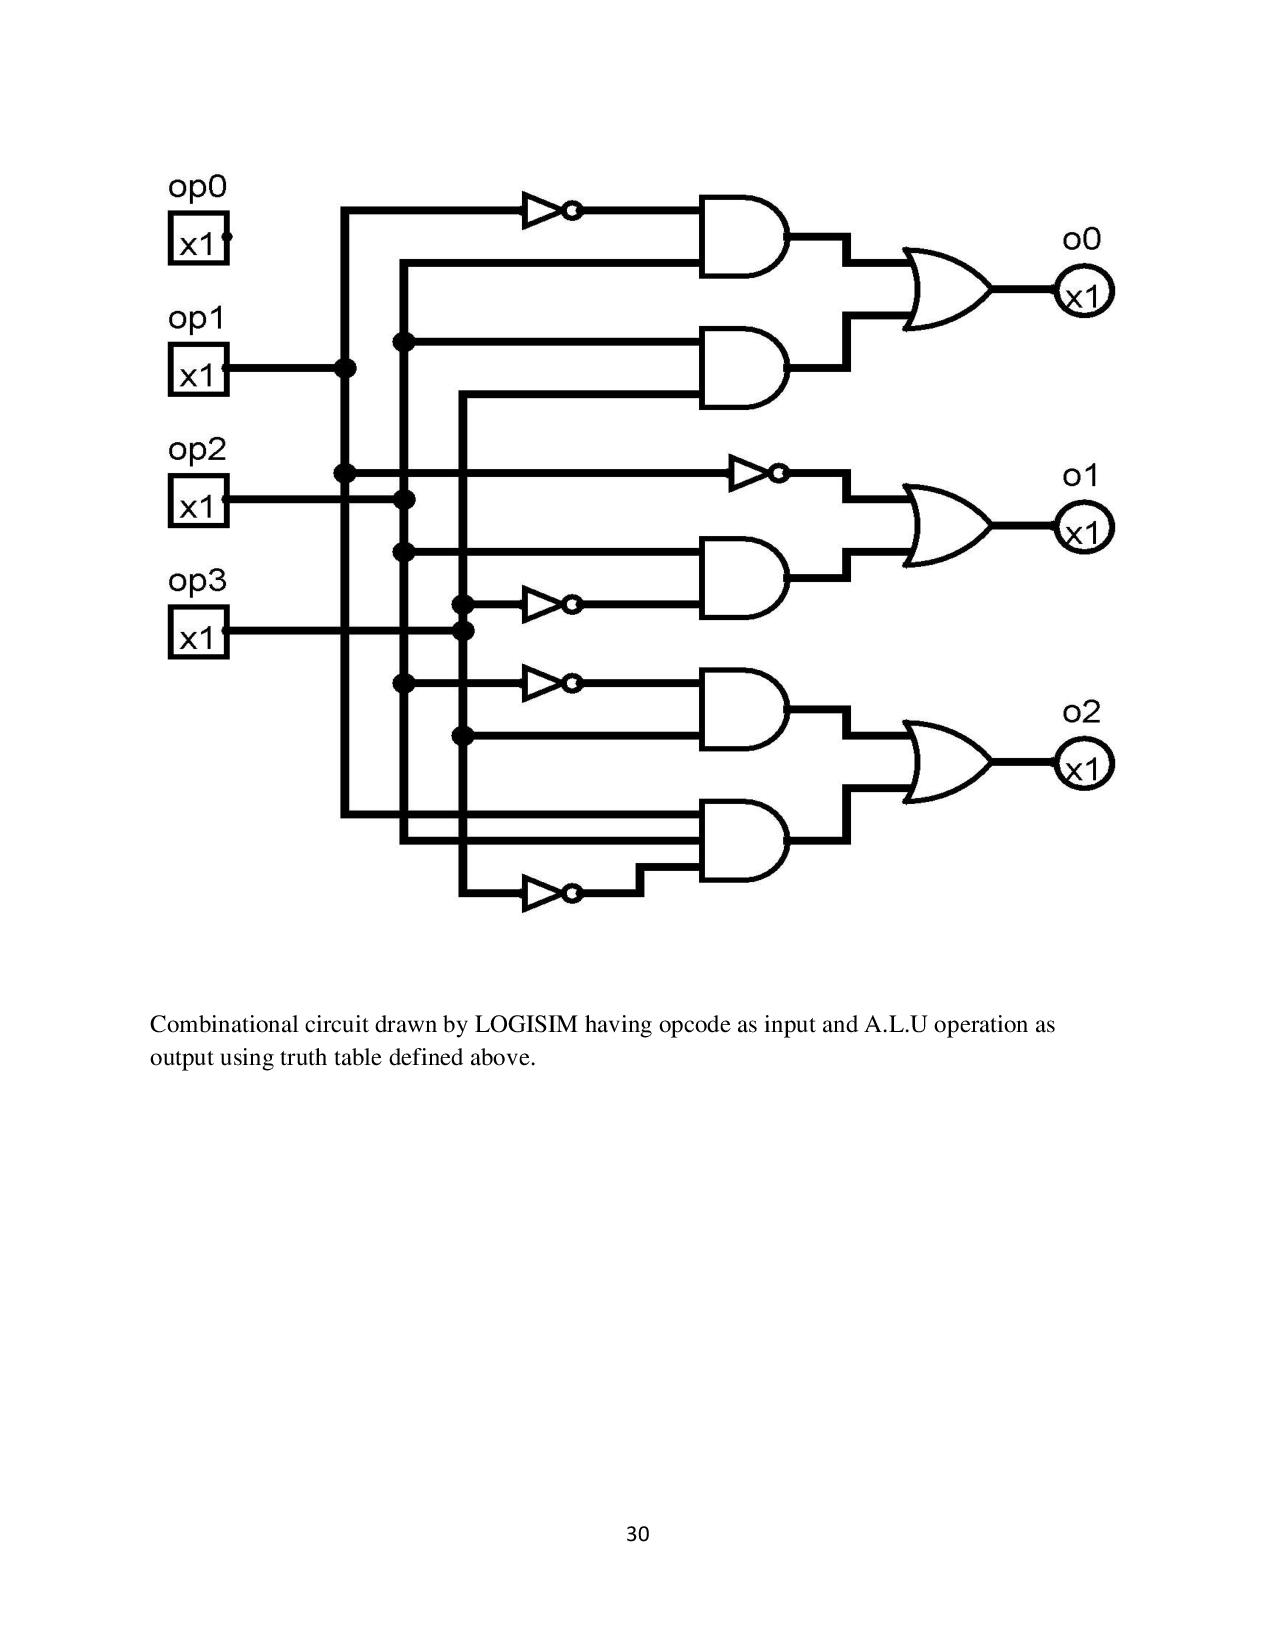 op0
x1
op1
x1
op2
x1
op3
x1
o0
x1
o1
x1
o2
x1
Combinational circuit drawn by LOGISIM having opcode as input and A.L.U operation as
output using truth table defined above.
30